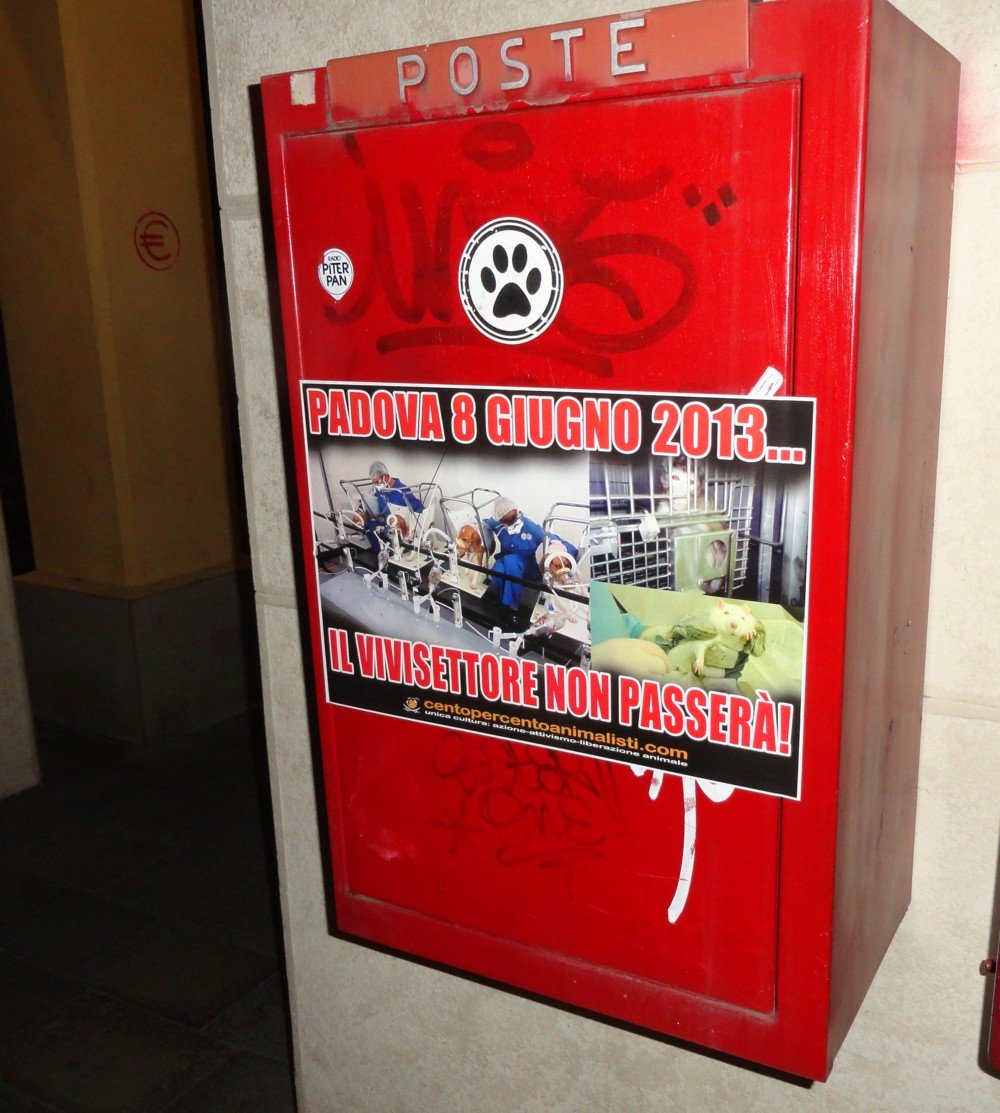 POSTE
€
RADIO
PITER
PAN
PADOVA 8 GIUGNO 2013...
IL VIVISETTORE NON PASSERÀ!
centopercentoanimalisti.com
unica cultura: azione-attivismo-liberazione animale